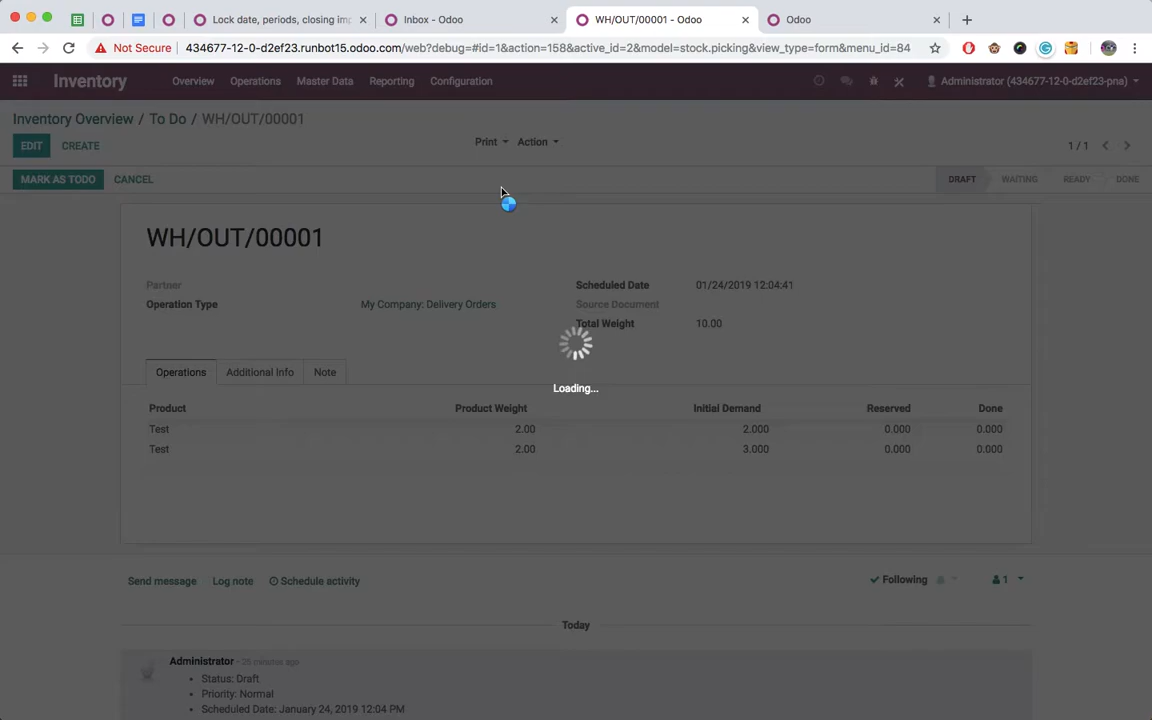 Lock date, periods, closing im
Inbox - Odoo
WH/OUT/00001 - Odoo
Odoo
Not Secure
434677-12-0-d2ef23.runbot15.odoo.com/web?debug=#id=1&action=158&active_id=2&model=stock.picking&view_type=form&menu_id=84
Inventory
Overview
Operations
Master Data
Reporting
Configuration
Administrator (434677-12-0-d2ef23-pna)
Inventory Overview / To Do / WH/OUT/00001
EDIT
CREATE
Print
Action
1 / 1
MARK AS TODO
CANCEL
DRAFT
WAITING
READY
DONE
WH/OUT/00001
Partner
Operation Type
My Company: Delivery Orders
Scheduled Date
01/24/2019 12:04:41
Source Document
Total Weight
10.00
Loading...
Operations
Additional Info
Note
Product
Product Weight
Initial Demand
Reserved
Done
Test
2.00
2.000
0.000
0.000
Test
2.00
3.000
0.000
0.000
Send message
Log note
Schedule activity
Following
1
Today
Administrator - 26 minutes ago
• Status: Draft
• Priority: Normal
• Scheduled Date: January 24, 2019 12:04 PM